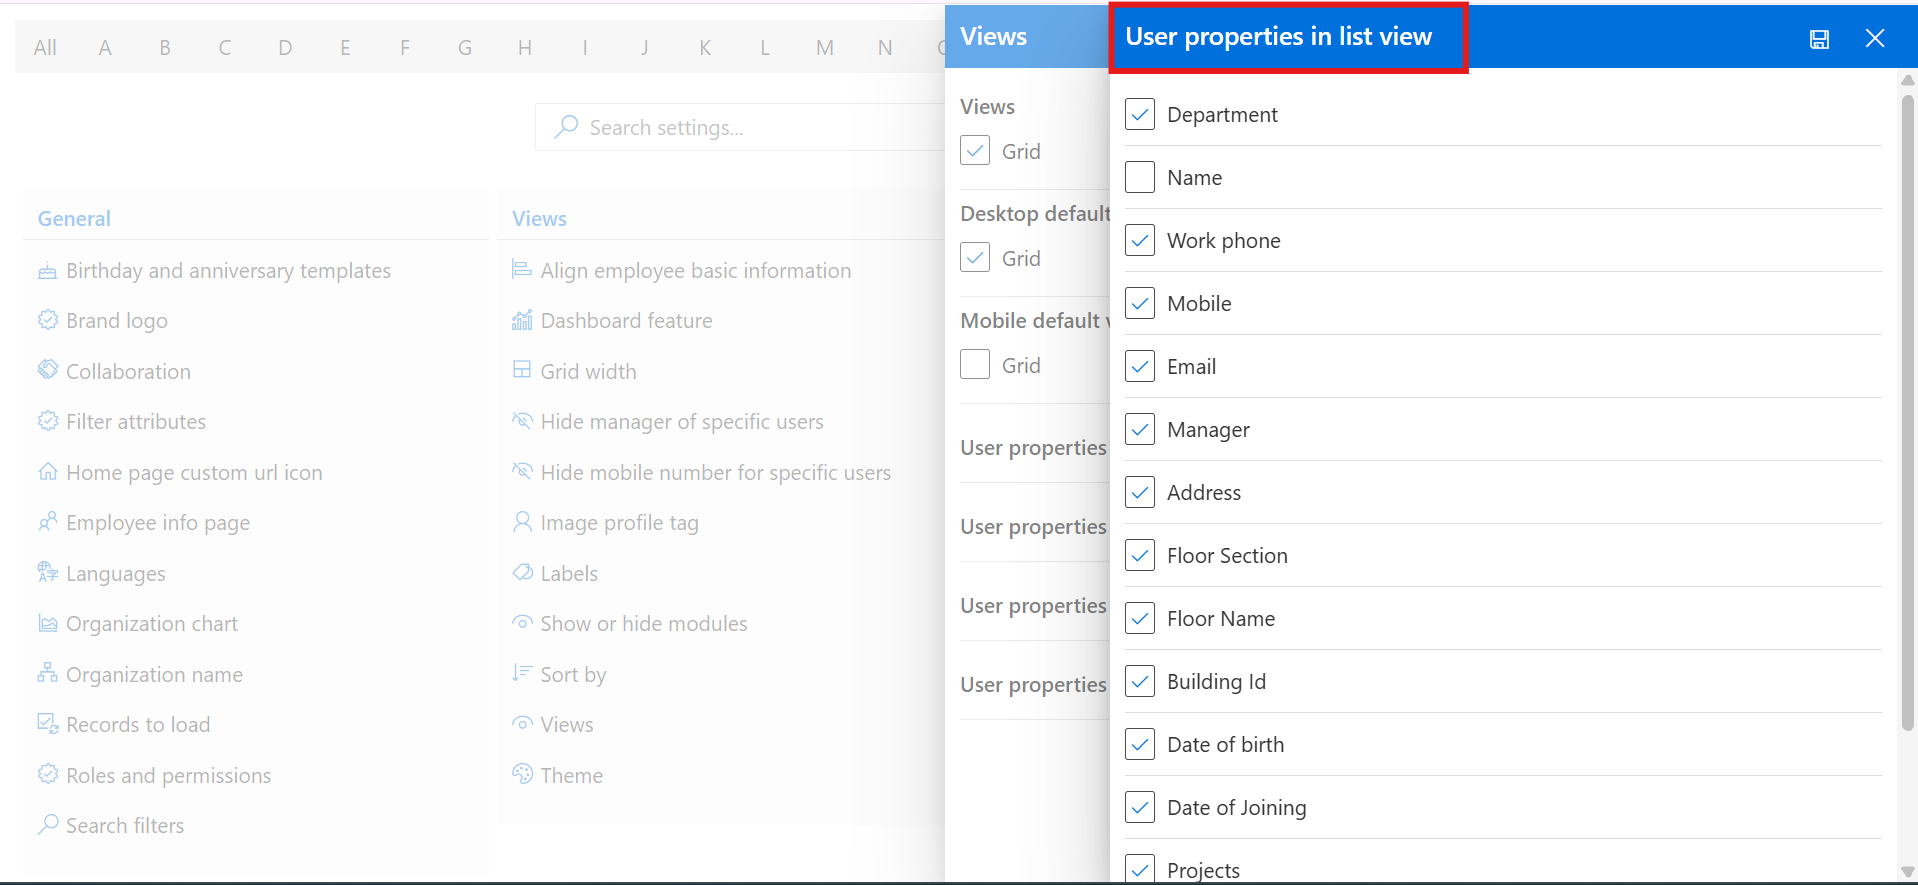 All A B C D E F G H I J K L M N
Search settings...
General
Birthday and anniversary templates
Brand logo
Collaboration
Filter attributes
Home page custom url icon
Employee info page
Languages
Organization chart
Organization name
Records to load
Roles and permissions
Search filters
Views
Align employee basic information
Dashboard feature
Grid width
Hide manager of specific users
Hide mobile number for specific users
Image profile tag
Labels
Show or hide modules
Sort by
Views
Theme
Views
Views
Grid
Desktop default
Grid
Mobile default
Grid
User properties
User properties
User properties
User properties
User properties in list view
Department
Name
Work phone
Mobile
Email
Manager
Address
Floor Section
Floor Name
Building Id
Date of birth
Date of Joining
Projects